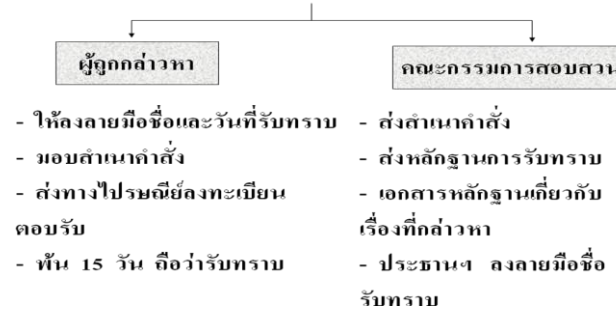 ผู้ถูกกล่าวหา
- ให้ลงลายมือชื่อและวันที่รับทราบ
- มอบสำเนาคำสั่ง
- ส่งทางไปรษณีย์ลงทะเบียน
ตอบรับ
- พ้น 15 วัน ถือว่ารับทราบ
คณะกรรมการสอบสวน
- ส่งสำเนาคำสั่ง
- ส่งหลักฐานการรับทราบ
- เอกสารหลักฐานเกี่ยวกับ
เรื่องที่กล่าวหา
- ประธานฯ ลงลายมือชื่อ
รับทราบ